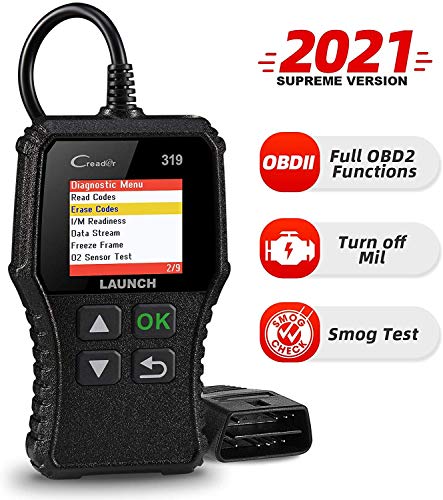 2021
SUPREME VERSION
Creader 319
Diagnostic Menu
Read Codes
Erase Codes
I/M Readiness
Data Stream
Freeze Frame
O2 Sensor Test
2/9
LAUNCH
OK
OBDII
Full OBD2
Functions
Turn off
Mil
SMOG
CHECK
Smog Test